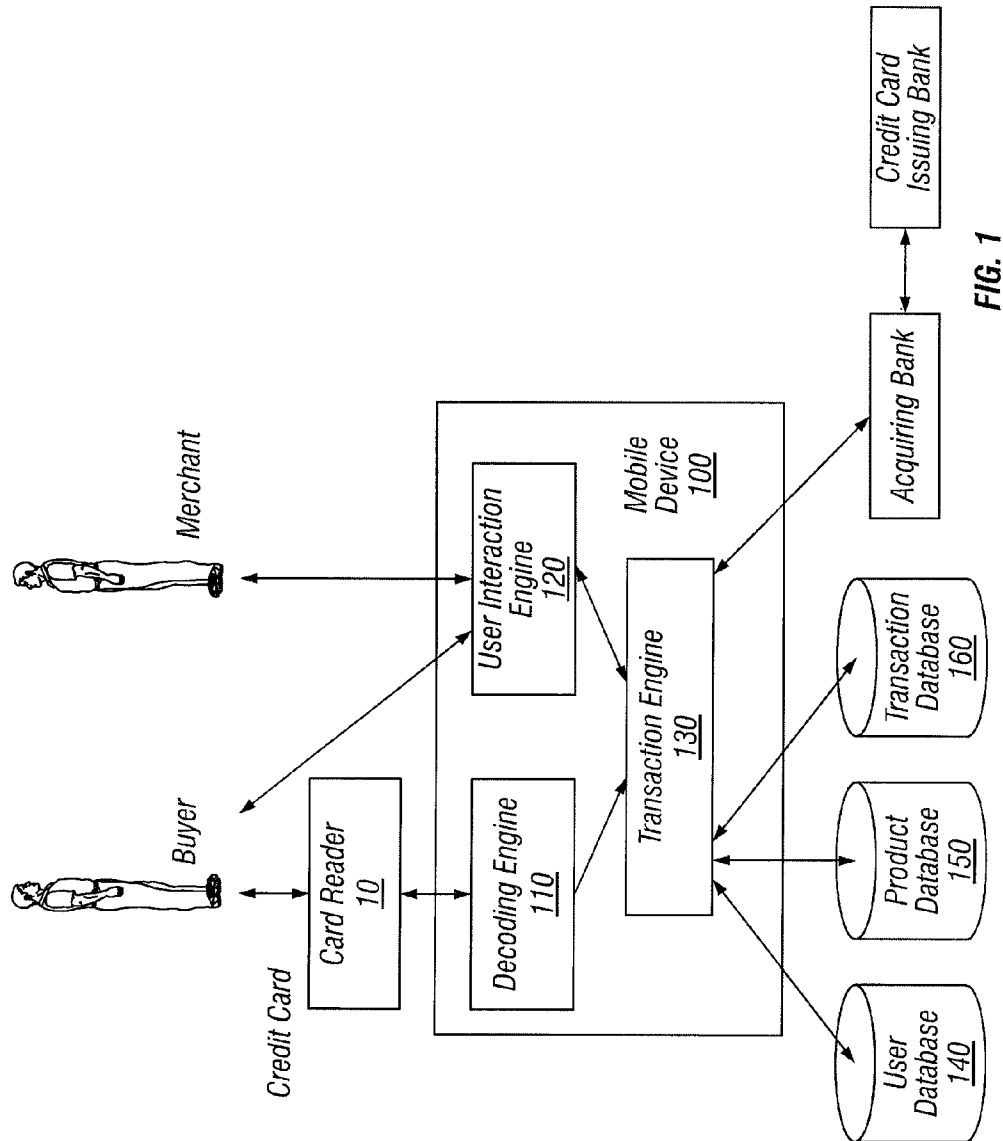 Buyer
Merchant
Credit Card
Card Reader
10
Decoding Engine
110
User Interaction
Engine
120
Mobile
Device
100
Transaction Engine
130
User
Database
140
Product
Database
150
Transaction
Database
160
Acquiring Bank
Credit Card
Issuing Bank
FIG. 1